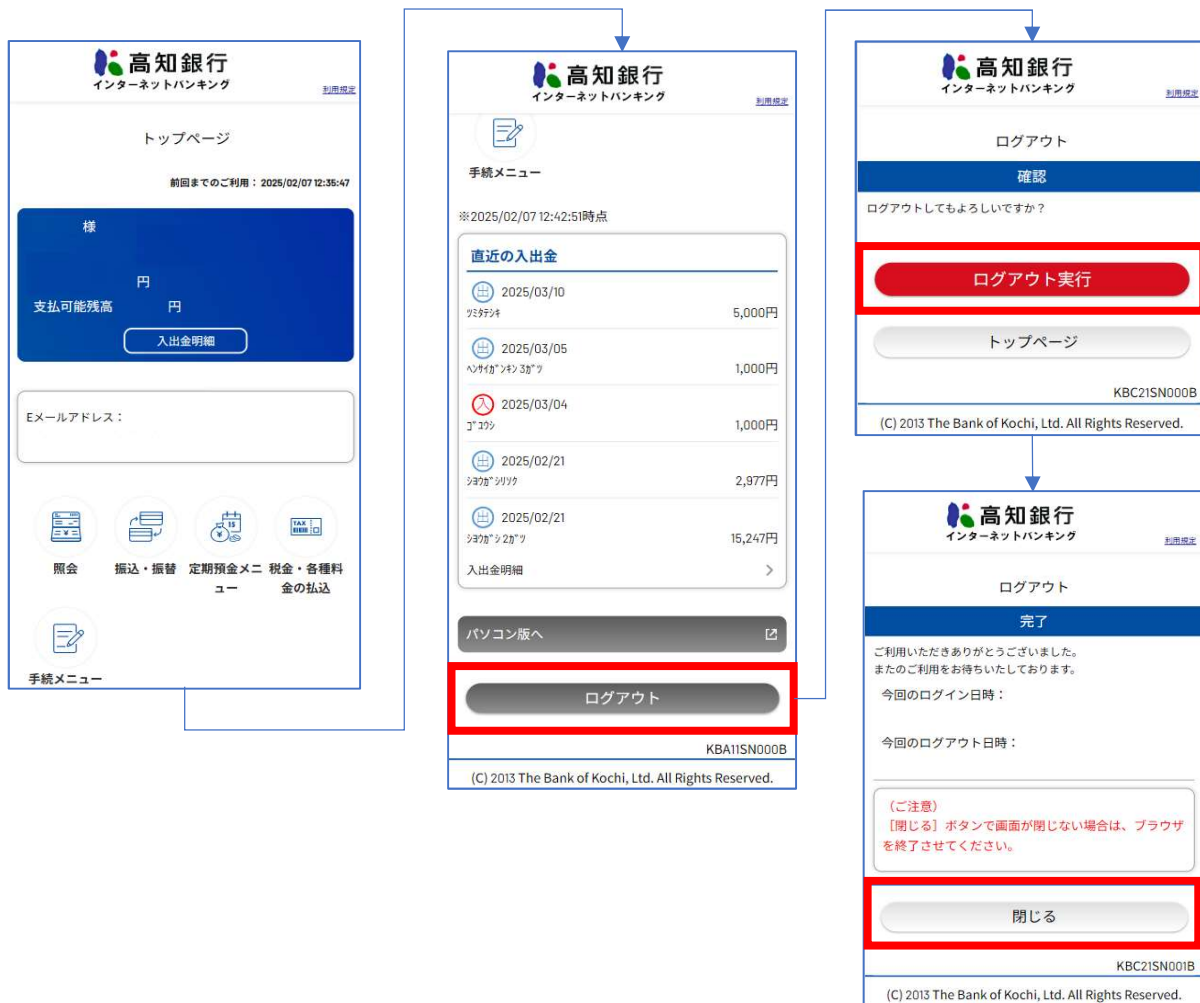 高知銀行
インターネットバンキング
利用規定
トップページ
前回までのご利用：2025/02/07 12:35:47
様
円
支払可能残高 円
入出金明細
Eメールアドレス：
照会
振込・振替
定期預金メニ
ュー
税金・各種料
金の払込
手続メニュー
高知銀行
インターネットバンキング
利用規定
手続メニュー
※2025/02/07 12:42:51時点
直近の入出金
出 2025/03/10
ﾂﾐﾀﾃｼｷ 5,000円
出 2025/03/05
ﾍﾝｻｲｶﾞﾝｷﾝ 3ｶﾞﾂ 1,000円
入 2025/03/04
ｺﾞｺｳｼ 1,000円
出 2025/02/21
ｼﾖｳｶﾞｼﾘｿｸ 2,977円
出 2025/02/21
ｼﾖｳｶﾞｼ 2ｶﾞﾂ 15,247円
入出金明細
パソコン版へ
ログアウト
KBA11SN000B
(C) 2013 The Bank of Kochi, Ltd. All Rights Reserved.
高知銀行
インターネットバンキング
利用規定
ログアウト
確認
ログアウトしてもよろしいですか？
ログアウト実行
トップページ
KBC21SN000B
(C) 2013 The Bank of Kochi, Ltd. All Rights Reserved.
高知銀行
インターネットバンキング
利用規定
ログアウト
完了
ご利用いただきありがとうございました。
またのご利用をお待ちいたしております。
今回のログイン日時：
今回のログアウト日時：
（ご注意）
［閉じる］ボタンで画面が閉じない場合は、ブラウザ
を終了させてください。
閉じる
KBC21SN001B
(C) 2013 The Bank of Kochi, Ltd. All Rights Reserved.